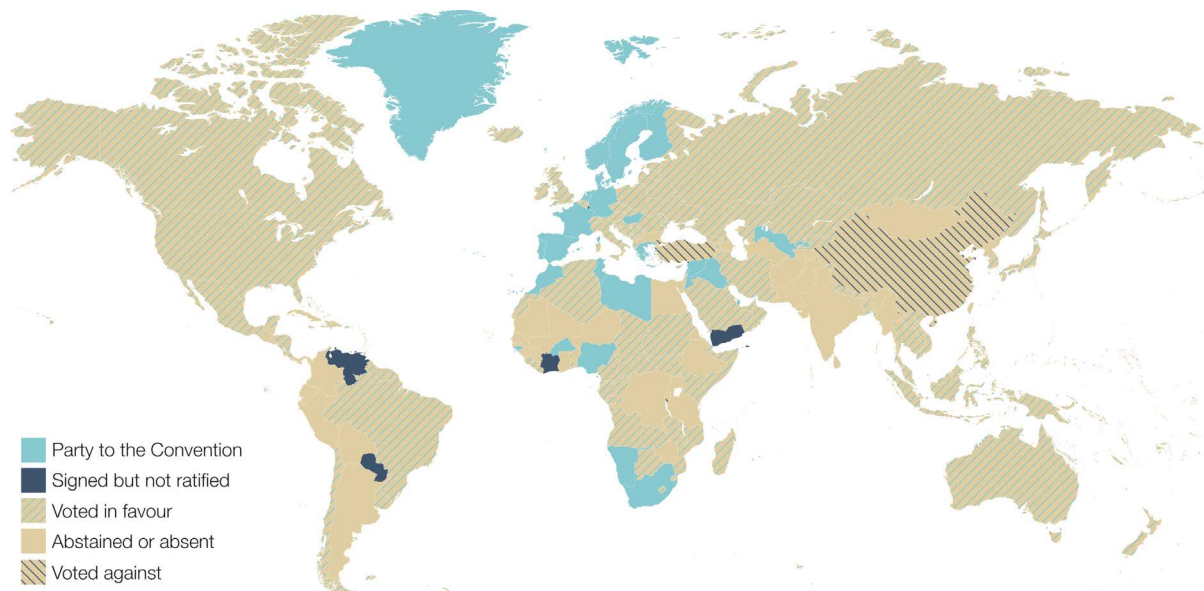 Party to the Convention
Signed but not ratified
Voted in favour
Abstained or absent
Voted against